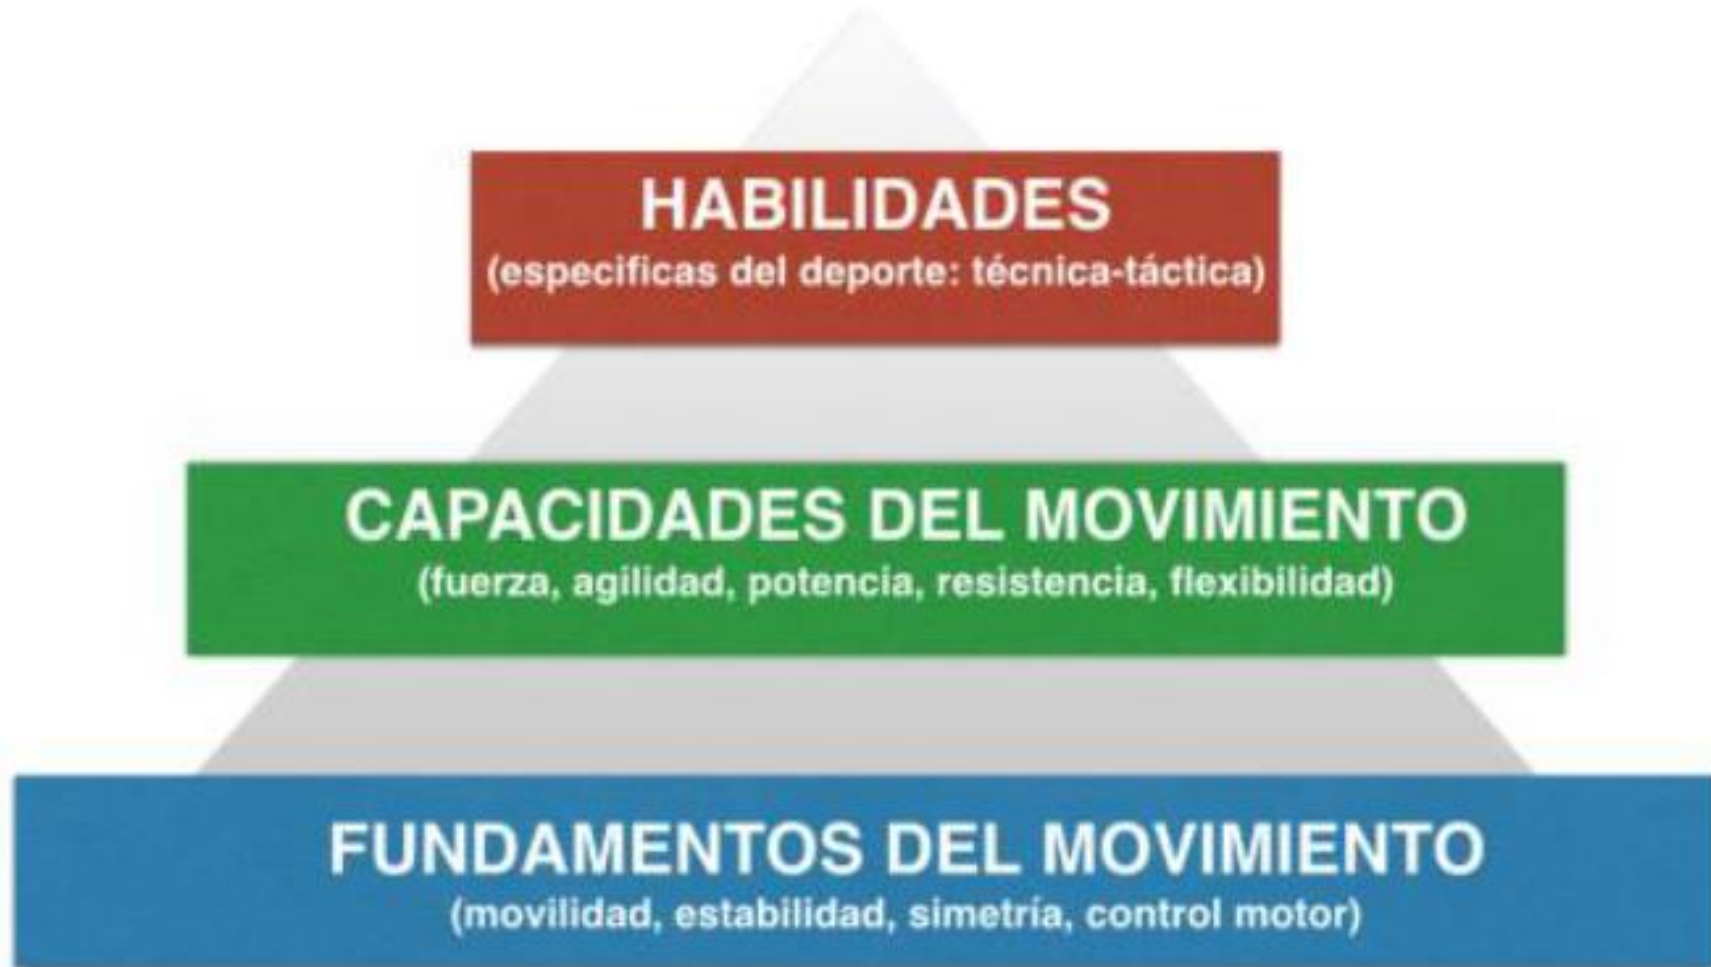 HABILIDADES
(especificas del deporte: técnica-táctica)
CAPACIDADES DEL MOVIMIENTO
(fuerza, agilidad, potencia, resistencia, flexibilidad)
FUNDAMENTOS DEL MOVIMIENTO
(movilidad, estabilidad, simetría, control motor)